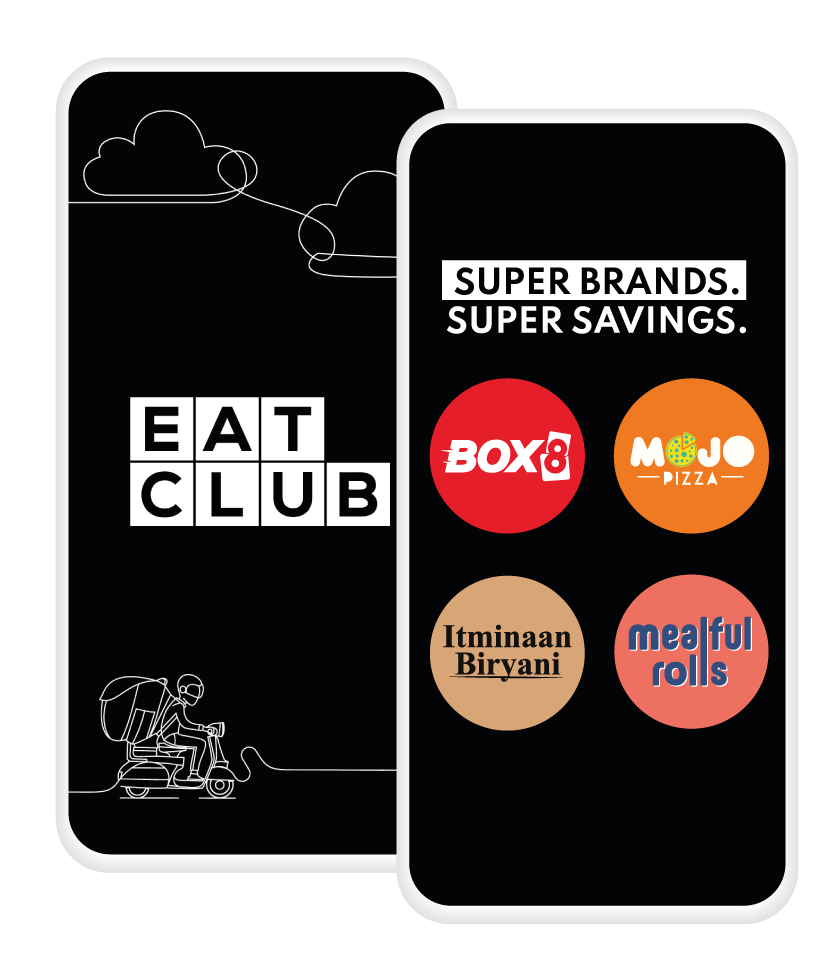 EAT
CLUB
SUPER BRANDS.
SUPER SAVINGS.
BOX8
MOJO
PIZZA
Itminaan
Biryani
mealful
rolls